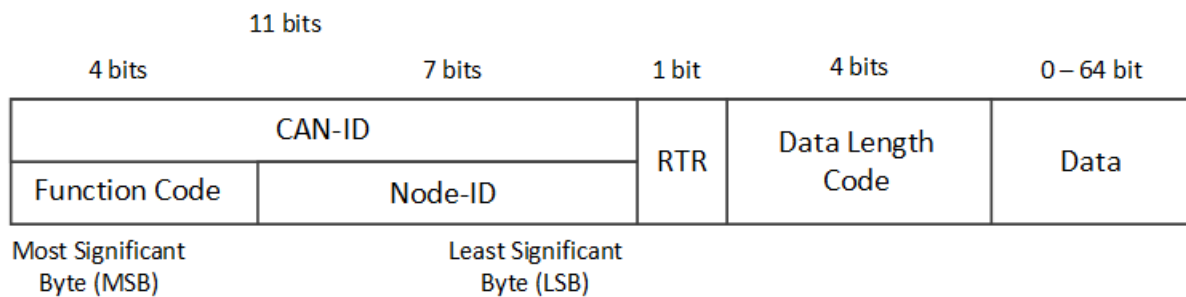 11 bits
4 bits
7 bits
1 bit
4 bits
0 – 64 bit
CAN-ID
RTR
Data Length
Code
Data
Function Code
Node-ID
Most Significant
Byte (MSB)
Least Significant
Byte (LSB)